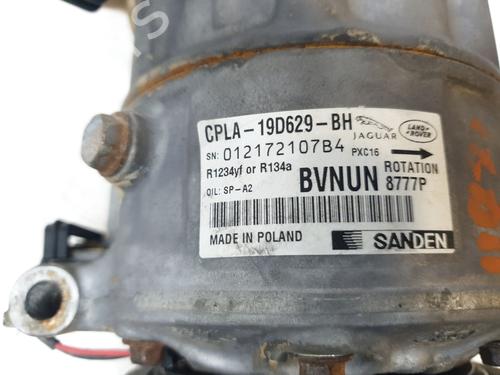 CPLA-19D629-BH
JAGUAR
LAND ROVER
SN: 012172107B4 PXC16
R1234yf or R134a
OIL: SP-A2
BVNUN
ROTATION
8777P
MADE IN POLAND
SANDEN